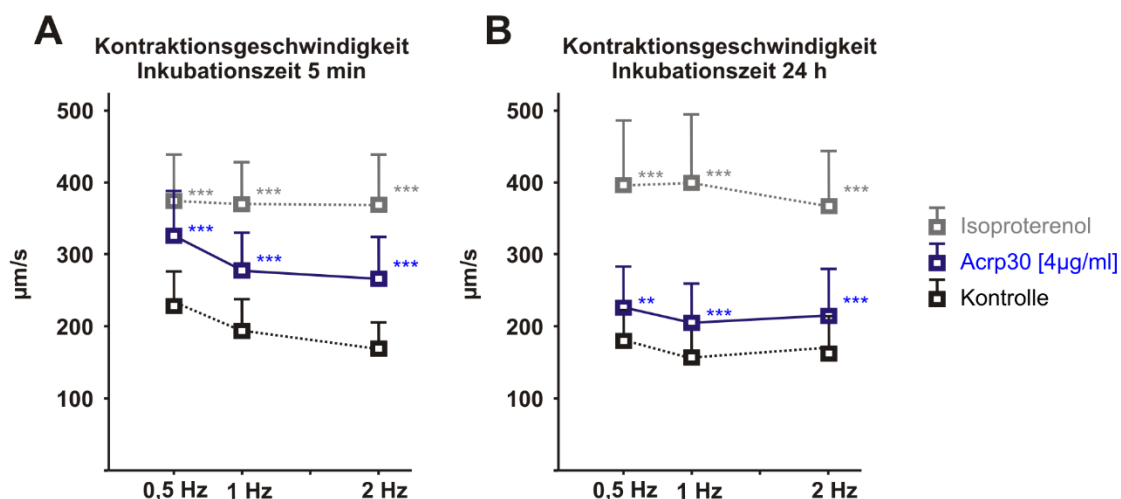 A
Kontraktionsgeschwindigkeit
Inkubationszeit 5 min
µm/s
500
400
300
200
100
***
***
***
***
***
***
0,5 Hz
1 Hz
2 Hz
B
Kontraktionsgeschwindigkeit
Inkubationszeit 24 h
µm/s
500
400
300
200
100
***
***
***
**
***
***
0,5 Hz
1 Hz
2 Hz
Isoproterenol
Acrp30 [4µg/ml]
Kontrolle